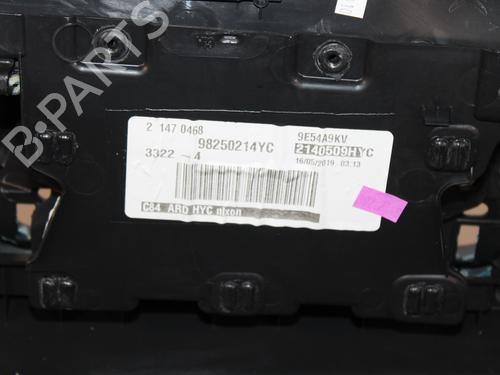 2 147 0468
9E54A9KV
98250214YC
2140509HYC
3322 - 4
16/05/2019 03:13
C84 ARD HYC nixon
B-PARTS